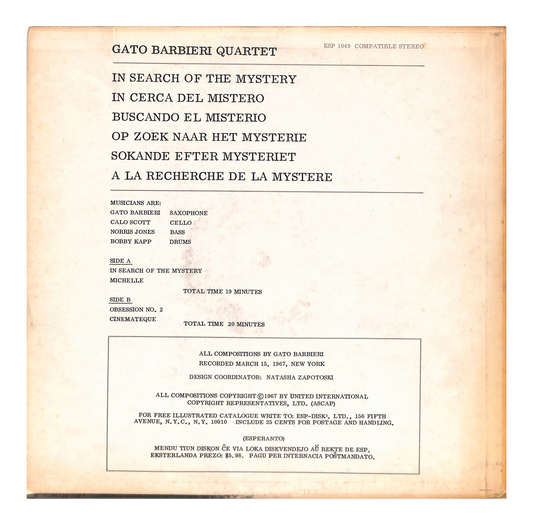 GATO BARBIERI QUARTET
ESP 1049 COMPATIBLE STEREO
IN SEARCH OF THE MYSTERY
IN CERCA DEL MISTERO
BUSCANDO EL MISTERIO
OP ZOEK NAAR HET MYSTERIE
SOKANDE EFTER MYSTERIET
A LA RECHERCHE DE LA MYSTERE
MUSICIANS ARE:
GATO BARBIERI SAXOPHONE
CALO SCOTT CELLO
NORRIS JONES BASS
BOBBY KAPP DRUMS
SIDE A
IN SEARCH OF THE MYSTERY
MICHELLE
TOTAL TIME 19 MINUTES
SIDE B
OBSESSION NO. 2
CINEMATEQUE
TOTAL TIME 20 MINUTES
ALL COMPOSITIONS BY GATO BARBIERI
RECORDED MARCH 15, 1967, NEW YORK
DESIGN COORDINATOR: NATASHA ZAPOTOSKI
ALL COMPOSITIONS COPYRIGHT ©1967 BY UNITED INTERNATIONAL
COPYRIGHT REPRESENTATIVES, LTD. (ASCAP)
FOR FREE ILLUSTRATED CATALOGUE WRITE TO: ESP-DISK', LTD., 156 FIFTH
AVENUE, N.Y.C., N.Y. 10010 INCLUDE 25 CENTS FOR POSTAGE AND HANDLING.
(ESPERANTO)
MENDU TIUN DISKON ĈE VIA LOKA DISKVENDEJO AŬ REKTE DE ESP.
EKSTERLANDA PREZO: $5.98. PAGU PER INTERNACIA POŜTMANDATO.